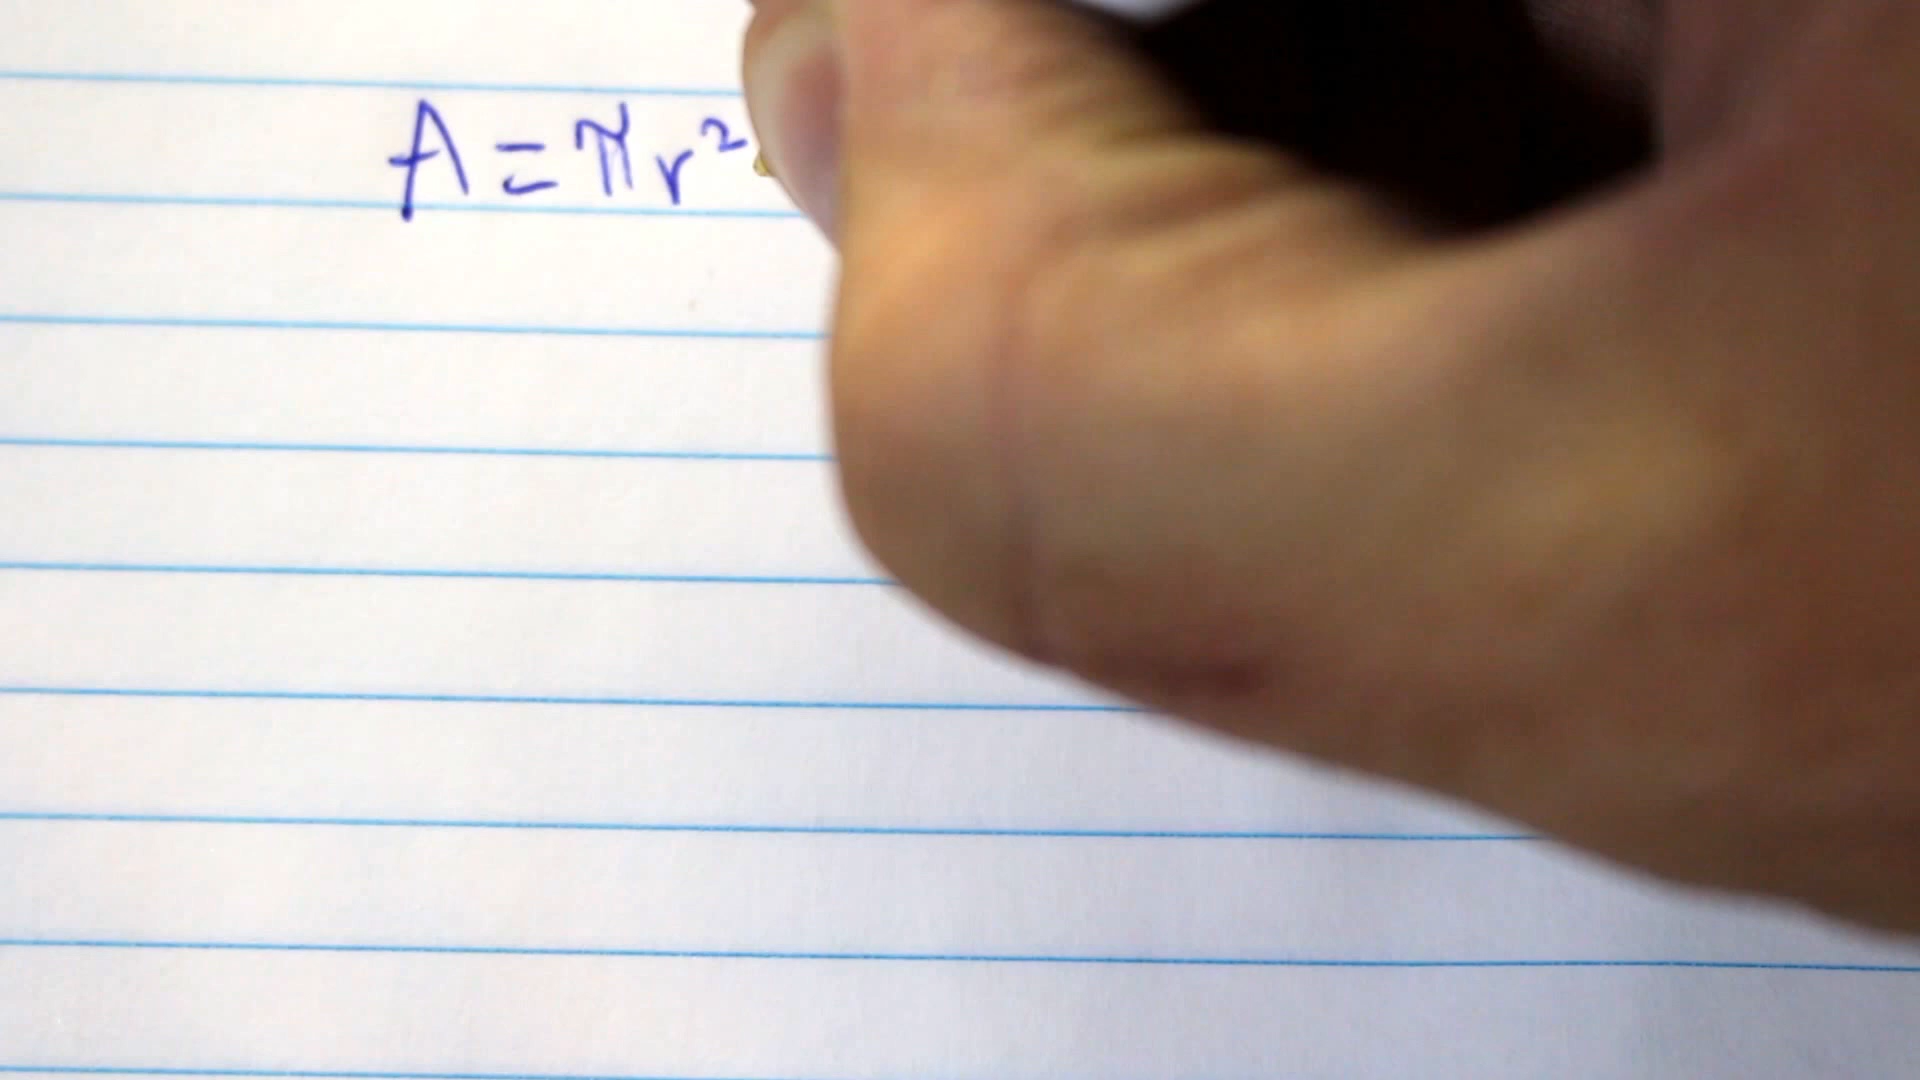 A = πr²